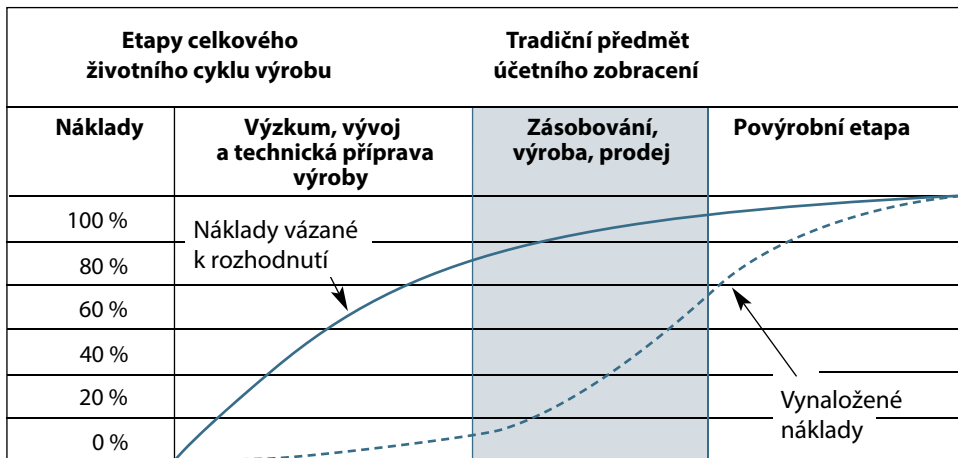 Etapy celkového
životního cyklu výrobu
Tradiční předmět
účetního zobracení
Náklady
Výzkum, vývoj
a technická příprava
výroby
Zásobování,
výroba, prodej
Povýrobní etapa
100 %
80 %
60 %
40 %
20 %
0 %
Náklady vázané
k rozhodnutí
Vynaložené
náklady